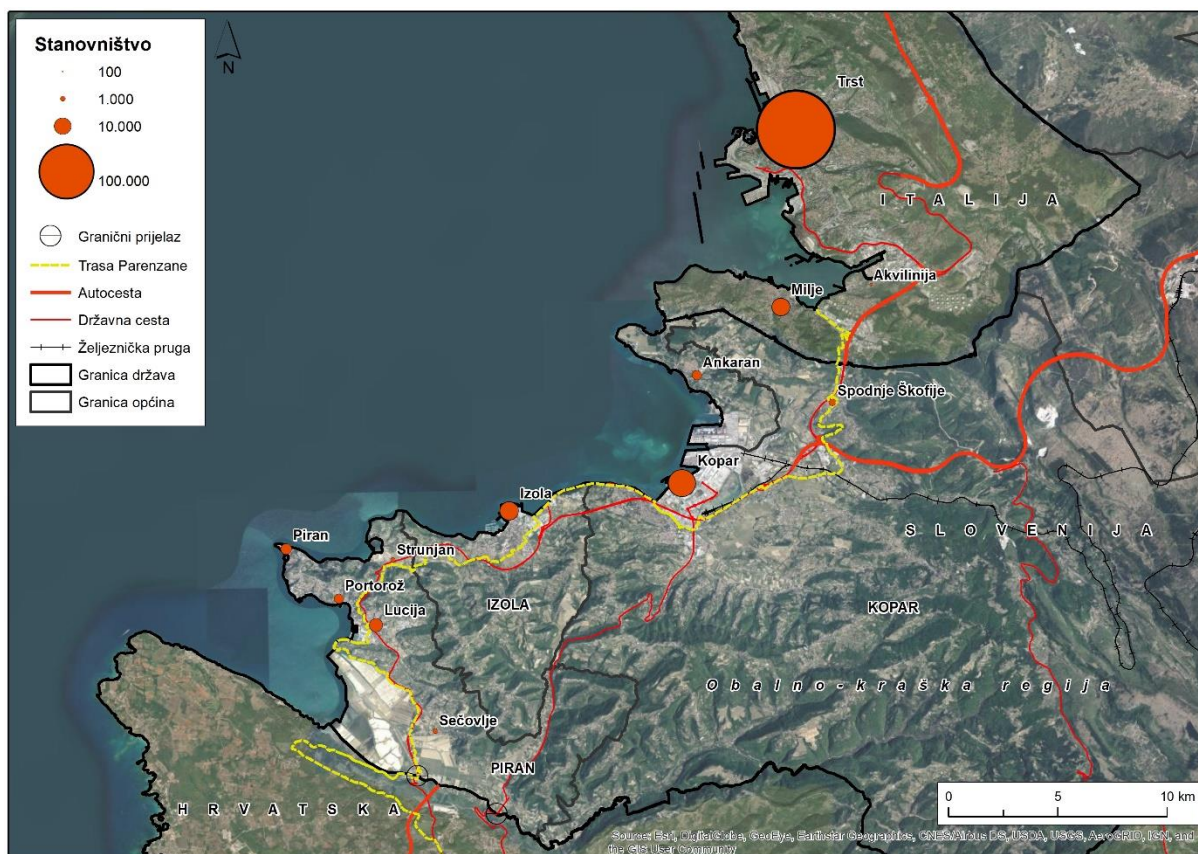 Stanovništvo
100
1.000
10.000
100.000
Granični prijelaz
Trasa Parenzane
Autocesta
Državna cesta
Željeznička pruga
Granica država
Granica općina
N
Trst
I T A L I J A
Akvilinija
Milje
Ankaran
Spodnje Škofije
Kopar
Izola
S L O V E N I J A
Piran
Strunjan
Portorož
Lucija
IZOLA
KOPAR
Obalno-kraška regija
Sečovlje
PIRAN
H R V A T S K A
0 5 10 km
Source: Esri, DigitalGlobe, GeoEye, Earthstar Geographics, CNES/Airbus DS, USDA, USGS, AeroGRID, IGN, and
the GIS User Community